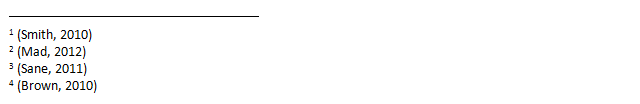 ¹ (Smith, 2010)
² (Mad, 2012)
³ (Sane, 2011)
⁴ (Brown, 2010)